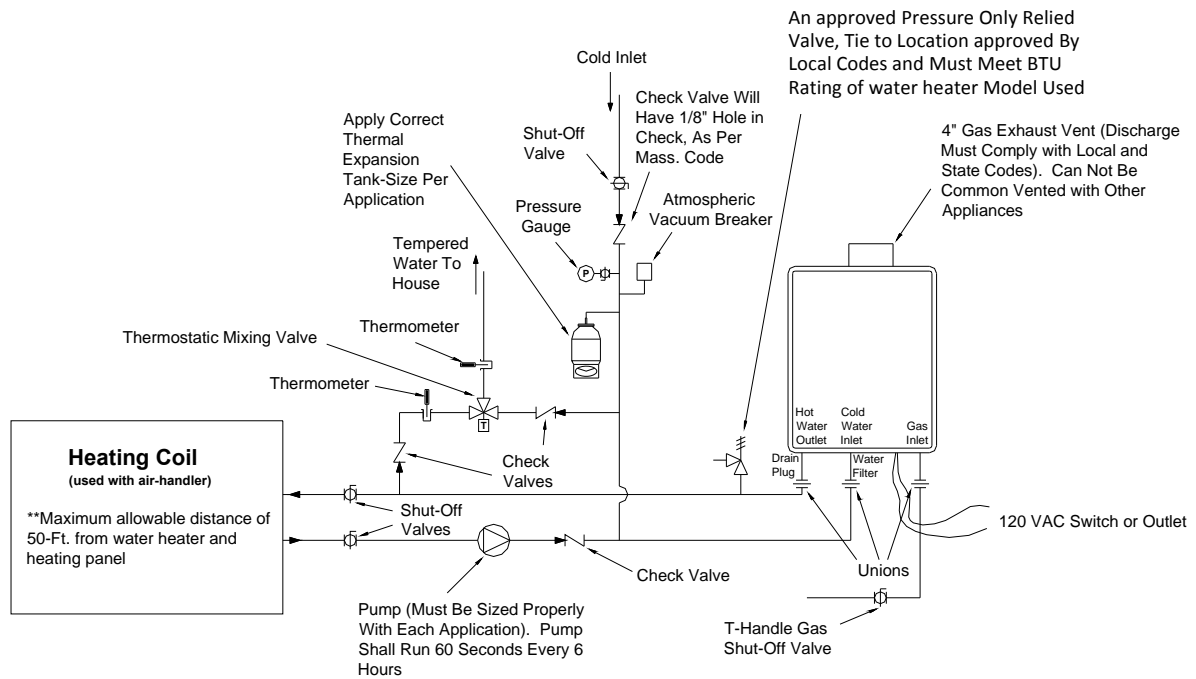 An approved Pressure Only Relied
Valve, Tie to Location approved By
Local Codes and Must Meet BTU
Rating of water heater Model Used
Cold Inlet
Check Valve Will
Have 1/8" Hole in
Check, As Per
Mass. Code
Apply Correct
Thermal
Expansion
Tank-Size Per
Application
Shut-Off
Valve
4" Gas Exhaust Vent (Discharge
Must Comply with Local and
State Codes). Can Not Be
Common Vented with Other
Appliances
Pressure
Gauge
Atmospheric
Vacuum Breaker
P
Tempered
Water To
House
Thermometer
Thermostatic Mixing Valve
Thermometer
T
Hot
Water
Outlet
Cold
Water
Inlet
Gas
Inlet
Drain
Plug
Water
Filter
Heating Coil
(used with air-handler)
**Maximum allowable distance of
50-Ft. from water heater and
heating panel
Check
Valves
Shut-Off
Valves
120 VAC Switch or Outlet
Unions
Check Valve
Pump (Must Be Sized Properly
With Each Application). Pump
Shall Run 60 Seconds Every 6
Hours
T-Handle Gas
Shut-Off Valve